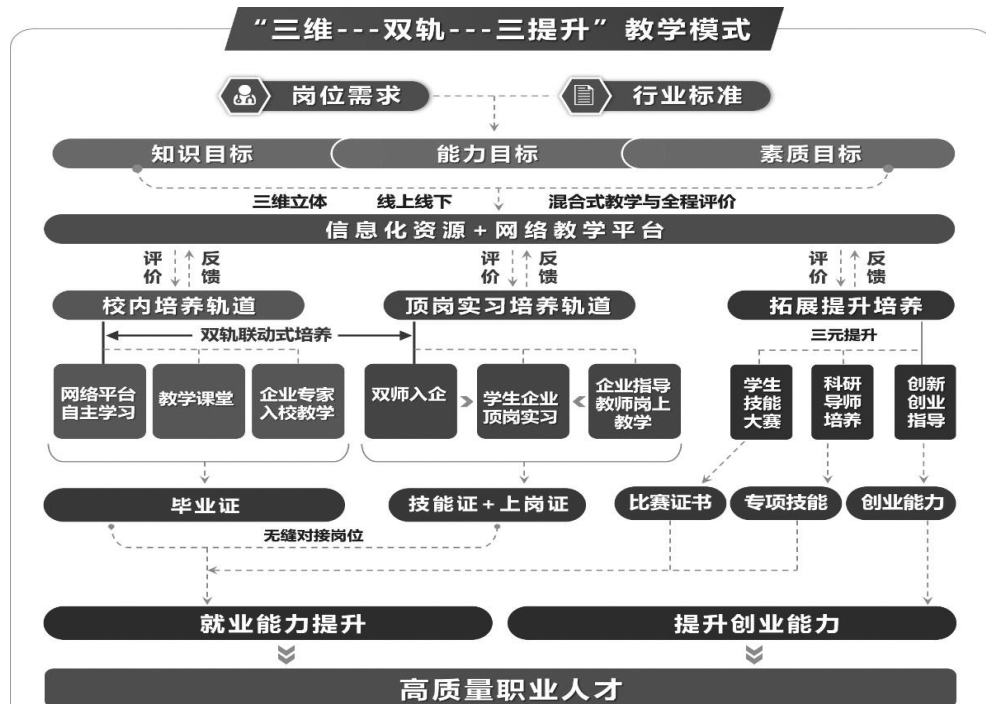 “三维---双轨---三提升”教学模式
岗位需求
行业标准
知识目标
能力目标
素质目标
三维立体 线上线下 混合式教学与全程评价
信息化资源+网络教学平台
评价
反馈
评价
反馈
评价
反馈
校内培养轨道
顶岗实习培养轨道
拓展提升培养
双轨联动式培养
三元提升
网络平台
自主学习
教学课堂
企业专家
入校教学
双师入企
学生企业
顶岗实习
企业指导
教师岗上
教学
学生
技能
大赛
科研
导师
培养
创新
创业
指导
毕业证
技能证+上岗证
比赛证书
专项技能
创业能力
无缝对接岗位
就业能力提升
提升创业能力
高质量职业人才